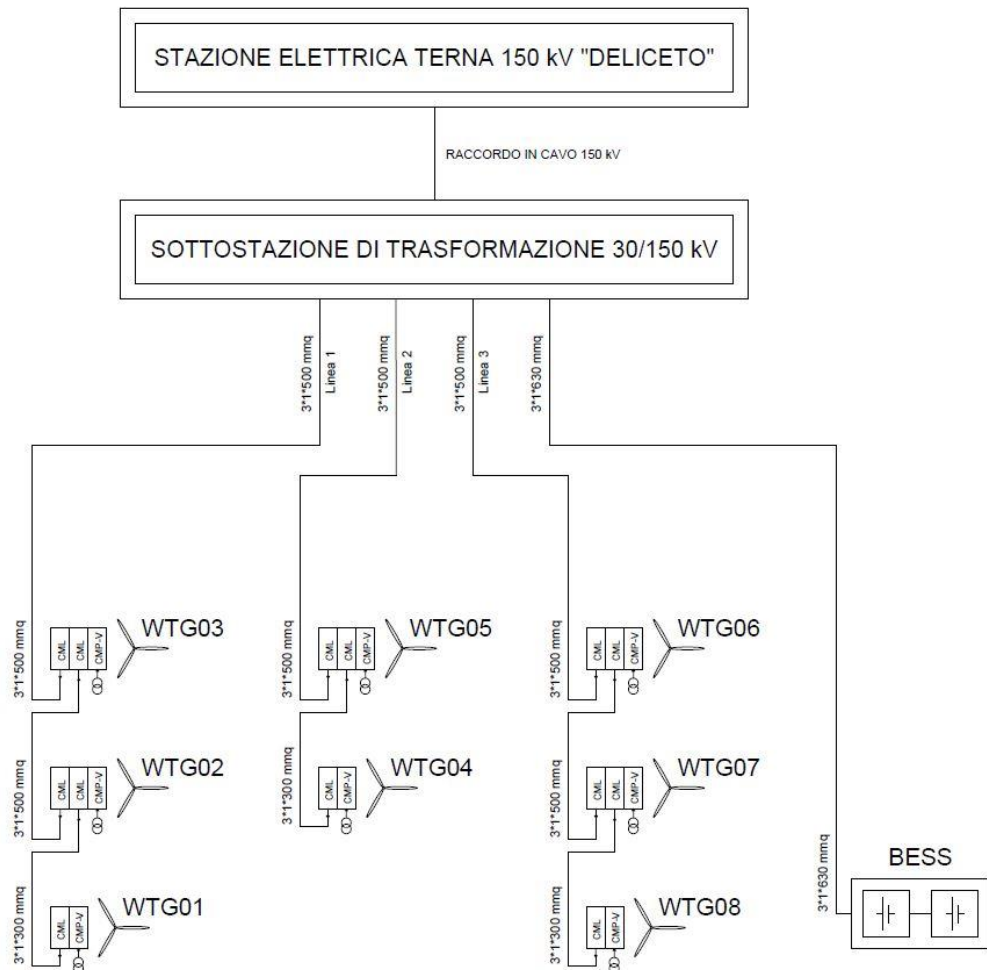 STAZIONE ELETTRICA TERNA 150 kV "DELICETO"
RACCORDO IN CAVO 150 kV
SOTTOSTAZIONE DI TRASFORMAZIONE 30/150 kV
3*1*500 mmq
Linea 1
3*1*500 mmq
Linea 2
3*1*500 mmq
Linea 3
3*1*630 mmq
3*1*500 mmq
CML
CML
CMP-V
WTG03
3*1*500 mmq
CML
CML
CMP-V
WTG05
3*1*500 mmq
CML
CML
CMP-V
WTG06
3*1*500 mmq
CML
CML
CMP-V
WTG02
3*1*300 mmq
CML
CMP-V
WTG04
3*1*500 mmq
CML
CML
CMP-V
WTG07
3*1*300 mmq
CML
CMP-V
WTG01
3*1*300 mmq
CML
CMP-V
WTG08
3*1*630 mmq
BESS